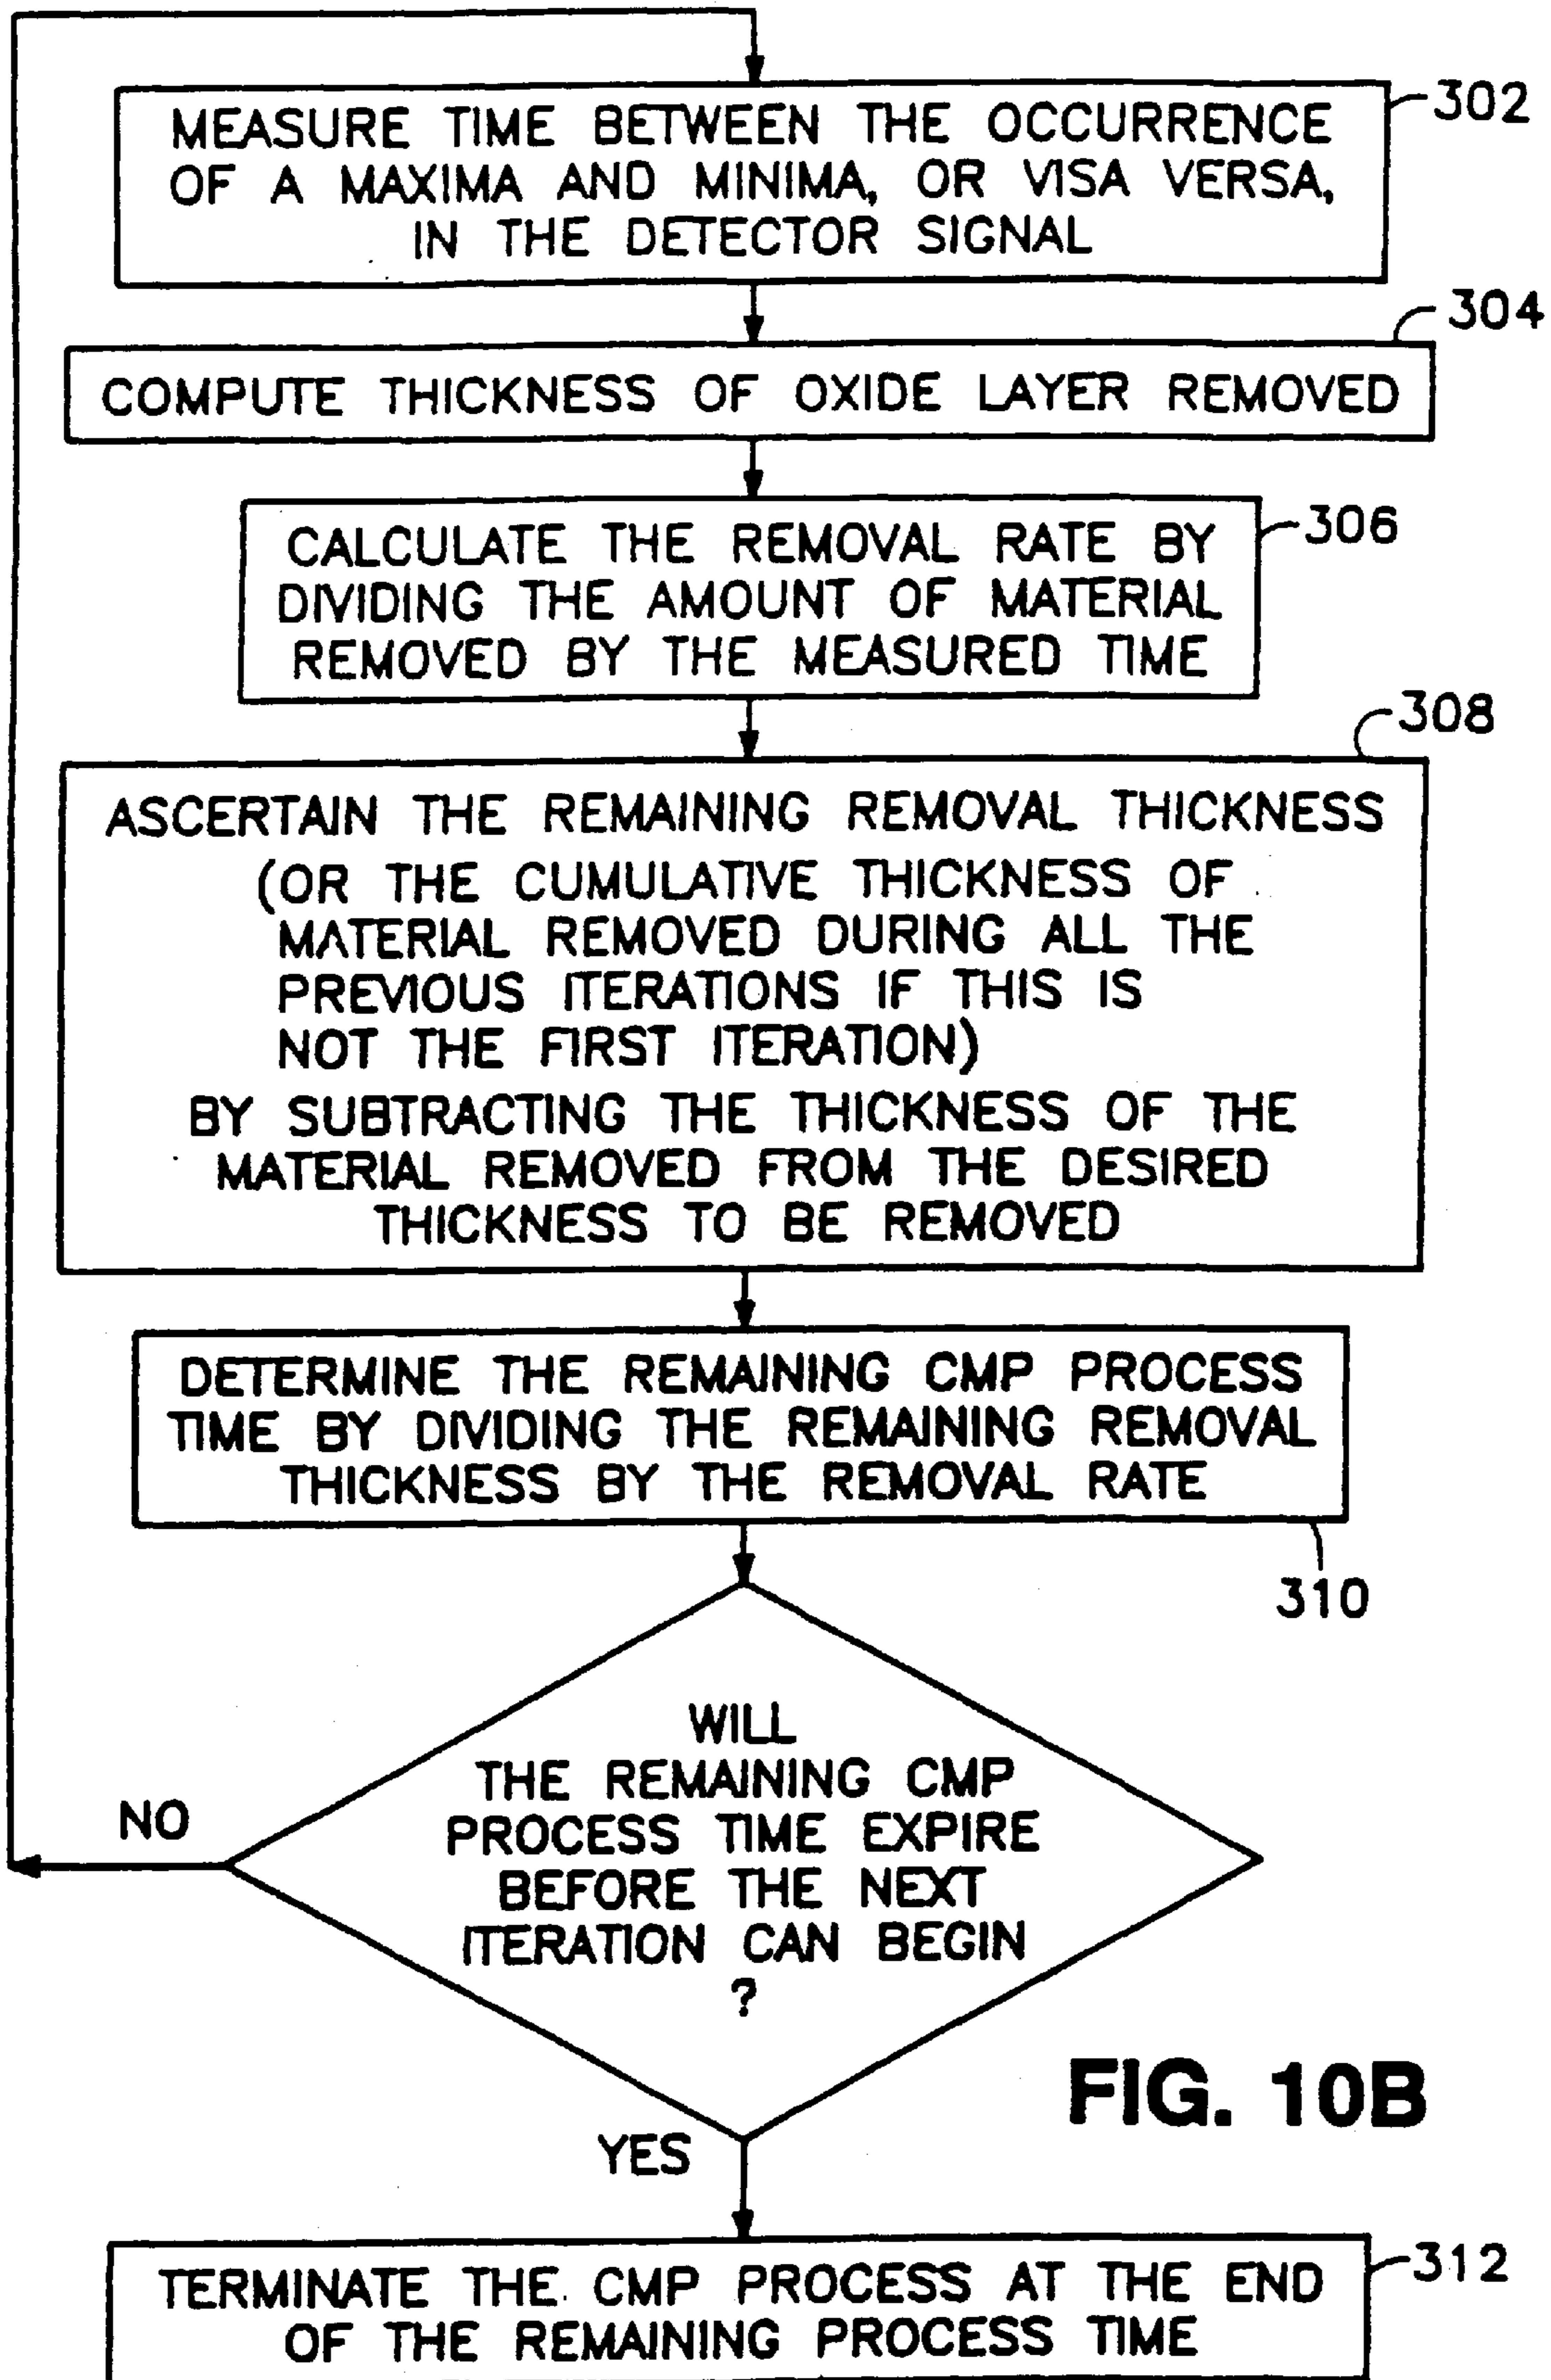 MEASURE TIME BETWEEN THE OCCURRENCE
OF A MAXIMA AND MINIMA, OR VISA VERSA,
IN THE DETECTOR SIGNAL
302
COMPUTE THICKNESS OF OXIDE LAYER REMOVED
304
CALCULATE THE REMOVAL RATE BY
DIVIDING THE AMOUNT OF MATERIAL
REMOVED BY THE MEASURED TIME
306
ASCERTAIN THE REMAINING REMOVAL THICKNESS
(OR THE CUMULATIVE THICKNESS OF
MATERIAL REMOVED DURING ALL THE
PREVIOUS ITERATIONS IF THIS IS
NOT THE FIRST ITERATION)
BY SUBTRACTING THE THICKNESS OF THE
MATERIAL REMOVED FROM THE DESIRED
THICKNESS TO BE REMOVED
308
DETERMINE THE REMAINING CMP PROCESS
TIME BY DIVIDING THE REMAINING REMOVAL
THICKNESS BY THE REMOVAL RATE
310
WILL
THE REMAINING CMP
PROCESS TIME EXPIRE
BEFORE THE NEXT
ITERATION CAN BEGIN
?
NO
YES
FIG. 10B
TERMINATE THE CMP PROCESS AT THE END
OF THE REMAINING PROCESS TIME
312